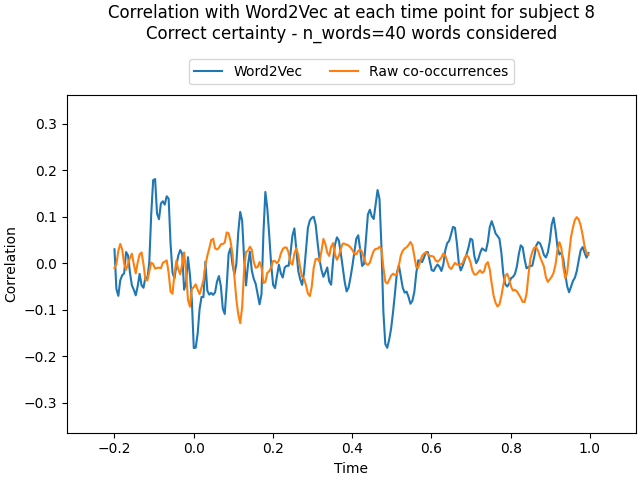 Correlation with Word2Vec at each time point for subject 8
Correct certainty - n_words=40 words considered
Word2Vec
Raw co-occurrences
Correlation
0.3
0.2
0.1
0.0
−0.1
−0.2
−0.3
−0.2
0.0
0.2
0.4
0.6
0.8
1.0
Time